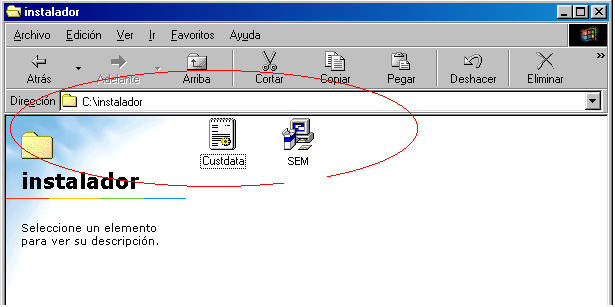 instalador
Archivo Edición Ver Ir Favoritos Ayuda
»
Atrás Adelante Arriba Cortar Copiar Pegar Deshacer Eliminar
Dirección C:\instalador
Custdata SEM
instalador
Seleccione un elemento
para ver su descripción.